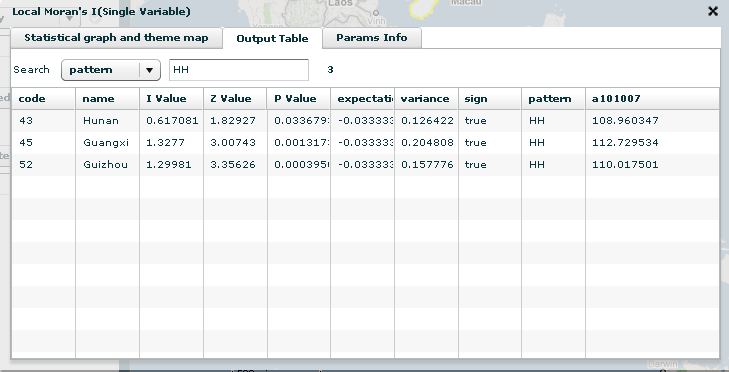 Laos
Macau
Vinh
Local Moran's I(Single Variable)
Statistical graph and theme map Output Table Params Info
Search pattern HH 3
code name I Value Z Value P Value expectatio variance sign pattern a101007
43 Hunan 0.617081 1.82927 0.033679 -0.033333 0.126422 true HH 108.960347
45 Guangxi 1.3277 3.00743 0.001317 -0.033333 0.204808 true HH 112.729534
52 Guizhou 1.29981 3.35626 0.000395 -0.033333 0.157776 true HH 110.017501
Darwin